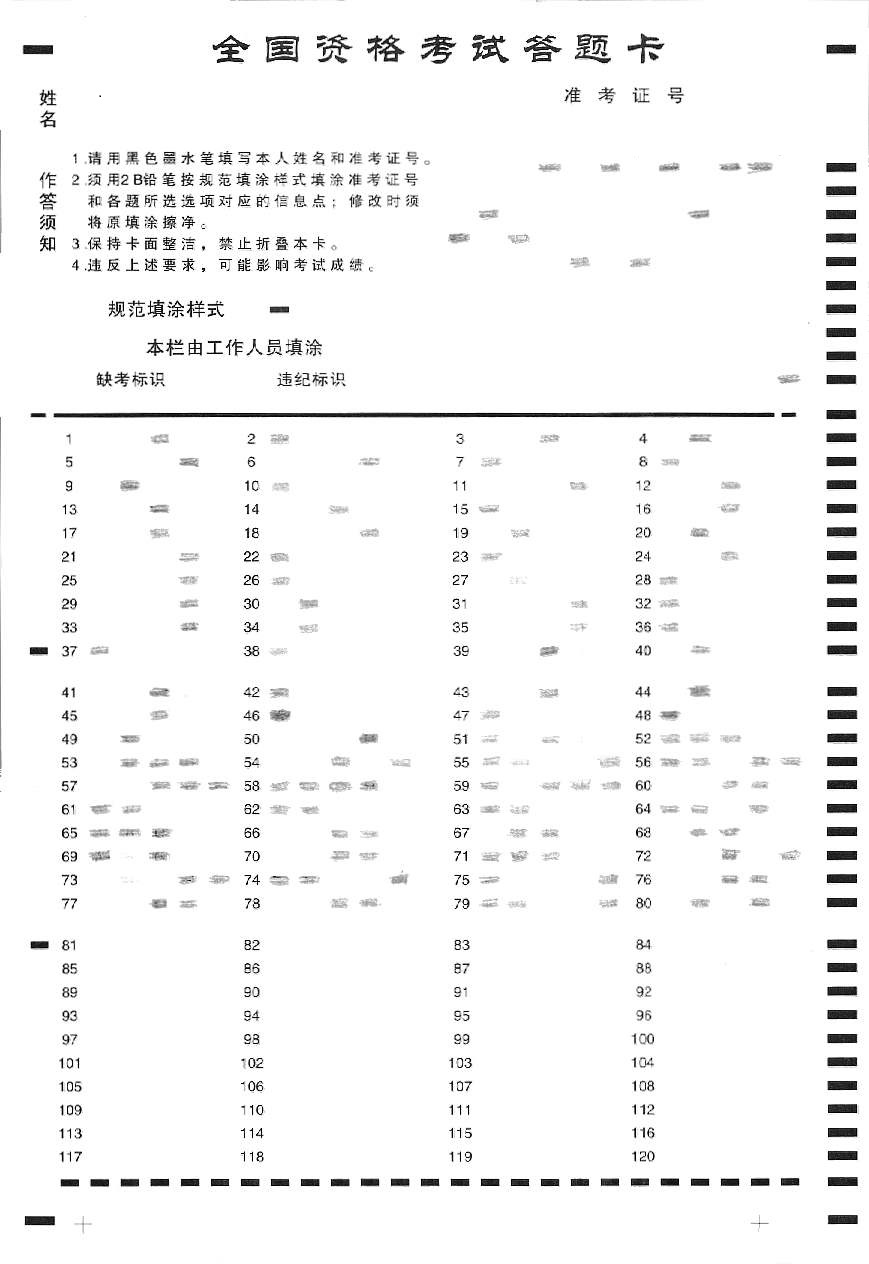 全国资格考试答题卡
姓名
准考证号
作答须知
1.请用黑色墨水笔填写本人姓名和准考证号。
2.须用2B铅笔按规范填涂样式填涂准考证号
和各题所选选项对应的信息点；修改时须
将原填涂擦净。
3.保持卡面整洁，禁止折叠本卡。
4.违反上述要求，可能影响考试成绩。
规范填涂样式
本栏由工作人员填涂
缺考标识 违纪标识
1 2 3 4
5 6 7 8
9 10 11 12
13 14 15 16
17 18 19 20
21 22 23 24
25 26 27 28
29 30 31 32
33 34 35 36
37 38 39 40
41 42 43 44
45 46 47 48
49 50 51 52
53 54 55 56
57 58 59 60
61 62 63 64
65 66 67 68
69 70 71 72
73 74 75 76
77 78 79 80
81 82 83 84
85 86 87 88
89 90 91 92
93 94 95 96
97 98 99 100
101 102 103 104
105 106 107 108
109 110 111 112
113 114 115 116
117 118 119 120